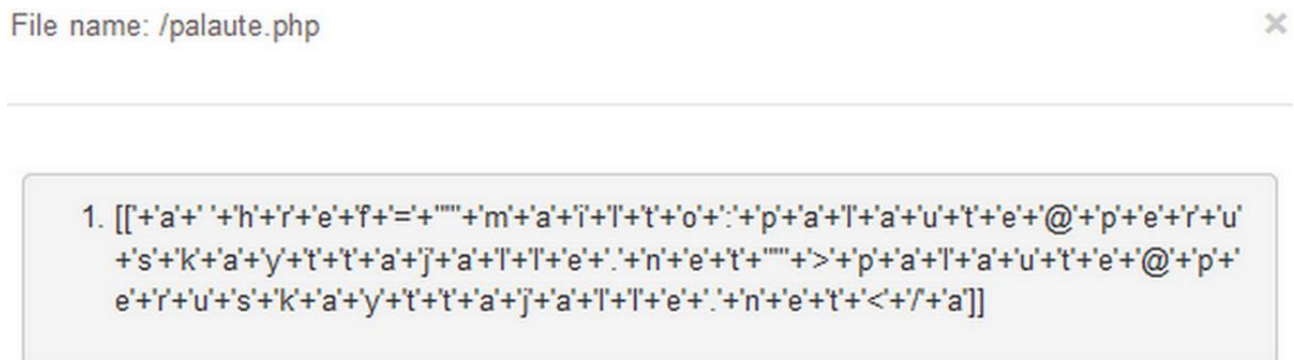 File name: /palaute.php ×
1. [['+'a'+' '+'h'+'r'+'e'+'f'+'='+'"'+'m'+'a'+'i'+'l'+'t'+'o'+':'+'p'+'a'+'l'+'a'+'u'+'t'+'e'+'@'+'p'+'e'+'r'+'u'
+'s'+'k'+'a'+'y'+'t'+'t'+'a'+'j'+'a'+'l'+'l'+'e'+'.'+'n'+'e'+'t'+'"'+'>'+'p'+'a'+'l'+'a'+'u'+'t'+'e'+'@'+'p'+'
e'+'r'+'u'+'s'+'k'+'a'+'y'+'t'+'t'+'a'+'j'+'a'+'l'+'l'+'e'+'.'+'n'+'e'+'t'+'<'+'/'+'a']]